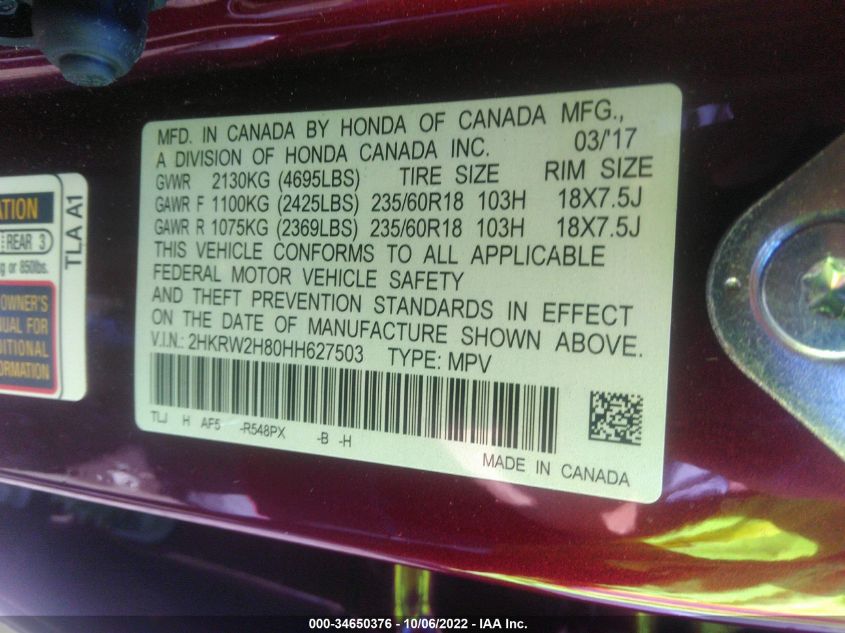 MFD. IN CANADA BY HONDA OF CANADA MFG.,
A DIVISION OF HONDA CANADA INC. 03/'17
GVWR 2130KG (4695LBS) TIRE SIZE RIM SIZE
GAWR F 1100KG (2425LBS) 235/60R18 103H 18X7.5J
GAWR R 1075KG (2369LBS) 235/60R18 103H 18X7.5J
THIS VEHICLE CONFORMS TO ALL APPLICABLE
FEDERAL MOTOR VEHICLE SAFETY
AND THEFT PREVENTION STANDARDS IN EFFECT
ON THE DATE OF MANUFACTURE SHOWN ABOVE.
V.I.N.: 2HKRW2H80HH627503 TYPE: MPV
TLJ H AF5 -R548PX -B -H
MADE IN CANADA
REAR 3
or 850lbs.
OWNER'S
FOR
TLA A1
000-34650376 - 10/06/2022 - IAA Inc.